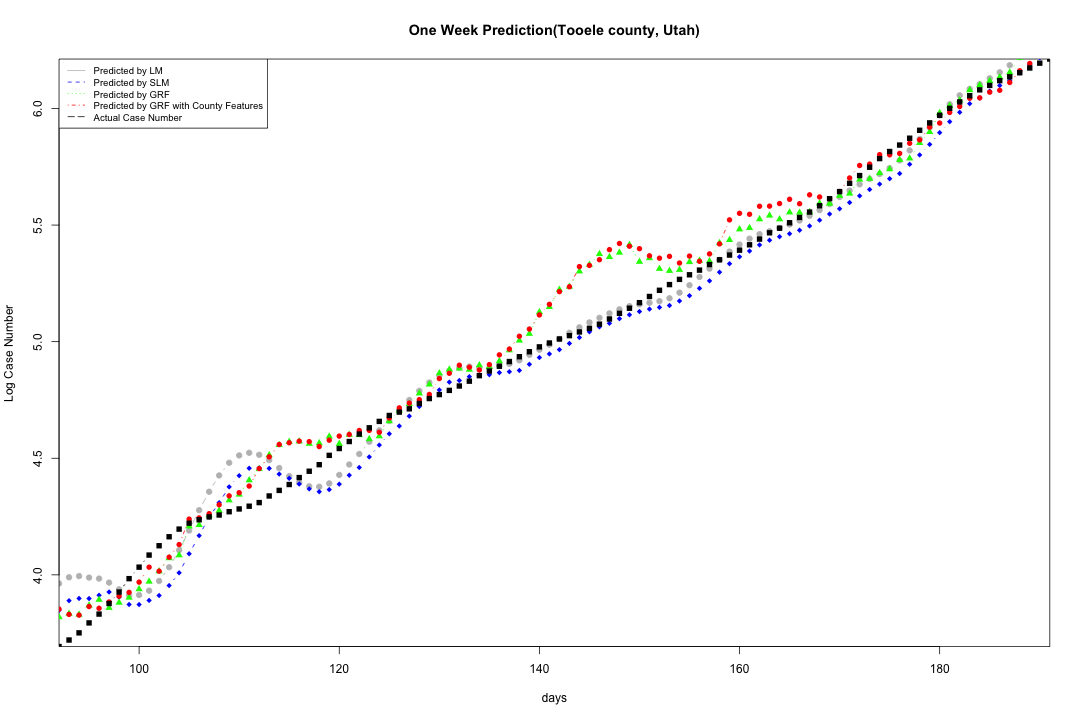 One Week Prediction(Tooele county, Utah)
Predicted by LM
Predicted by SLM
Predicted by GRF
Predicted by GRF with County Features
Actual Case Number
6.0
5.5
5.0
4.5
4.0
Log Case Number
100 120 140 160 180
days